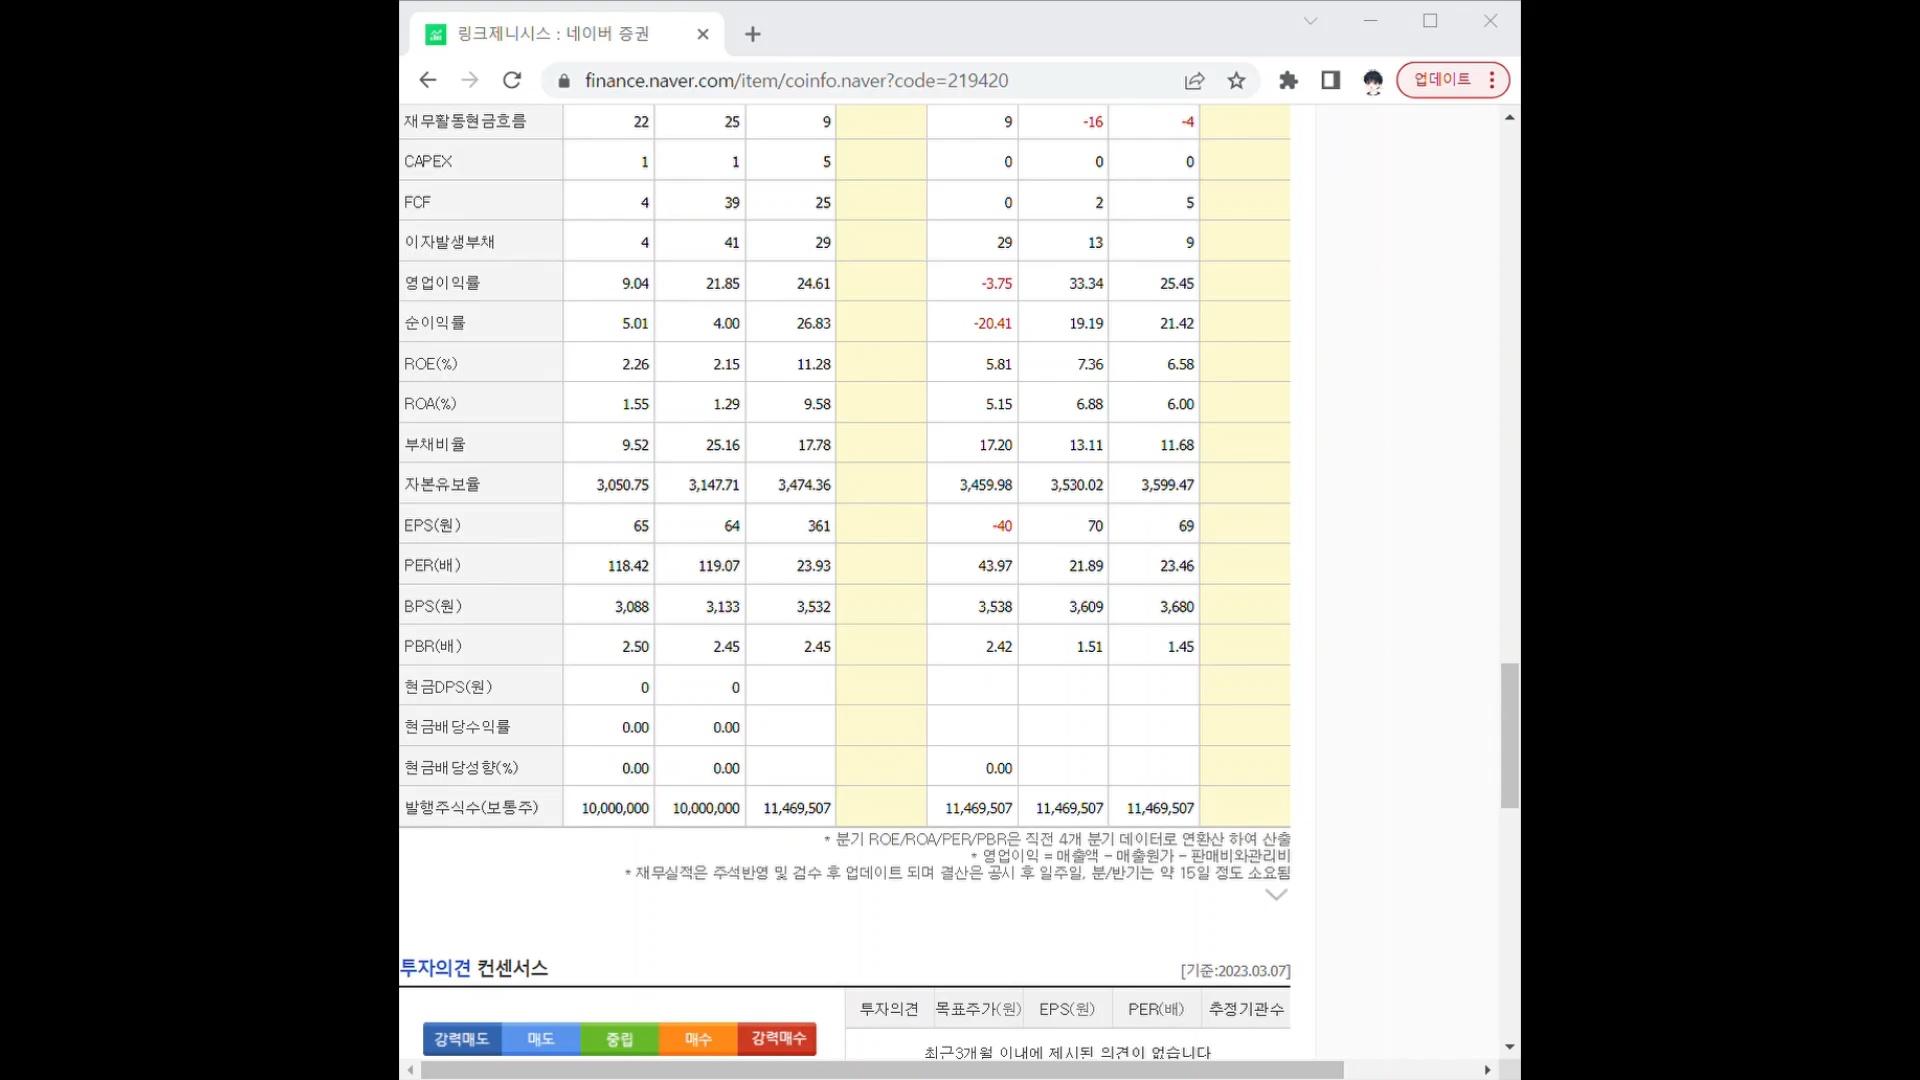 링크제니시스 : 네이버 증권
finance.naver.com/item/coinfo.naver?code=219420
업데이트
재무활동현금흐름 22 25 9 9 -16 -4
CAPEX 1 1 5 0 0 0
FCF 4 39 25 0 2 5
이자발생부채 4 41 29 29 13 9
영업이익률 9.04 21.85 24.61 -3.75 33.34 25.45
순이익률 5.01 4.00 26.83 -20.41 19.19 21.42
ROE(%) 2.26 2.15 11.28 5.81 7.36 6.58
ROA(%) 1.55 1.29 9.58 5.15 6.88 6.00
부채비율 9.52 25.16 17.78 17.20 13.11 11.68
자본유보율 3,050.75 3,147.71 3,474.36 3,459.98 3,530.02 3,599.47
EPS(원) 65 64 361 -40 70 69
PER(배) 118.42 119.07 23.93 43.97 21.89 23.46
BPS(원) 3,088 3,133 3,532 3,538 3,609 3,680
PBR(배) 2.50 2.45 2.45 2.42 1.51 1.45
현금DPS(원) 0 0
현금배당수익률 0.00 0.00
현금배당성향(%) 0.00 0.00 0.00
발행주식수(보통주) 10,000,000 10,000,000 11,469,507 11,469,507 11,469,507 11,469,507
* 분기 ROE/ROA/PER/PBR은 직전 4개 분기 데이터로 연환산 하여 산출
* 영업이익 = 매출액 - 매출원가 - 판매비와관리비
* 재무실적은 주석반영 및 검수 후 업데이트 되며 결산은 공시 후 일주일, 분/반기는 약 15일 정도 소요됨
투자의견 컨센서스 [기준:2023.03.07]
투자의견 목표주가(원) EPS(원) PER(배) 추정기관수
강력매도 매도 중립 매수 강력매수
최근3개월 이내에 제시된 의견이 없습니다